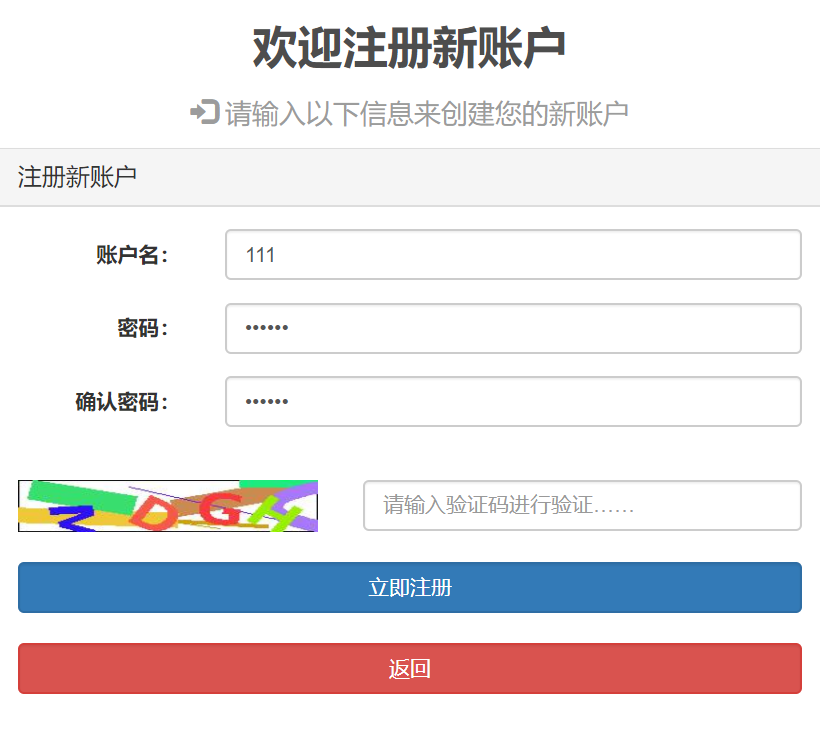 欢迎注册新账户
请输入以下信息来创建您的新账户
注册新账户
账户名：
111
密码：
••••••
确认密码：
••••••
请输入验证码进行验证……
立即注册
返回